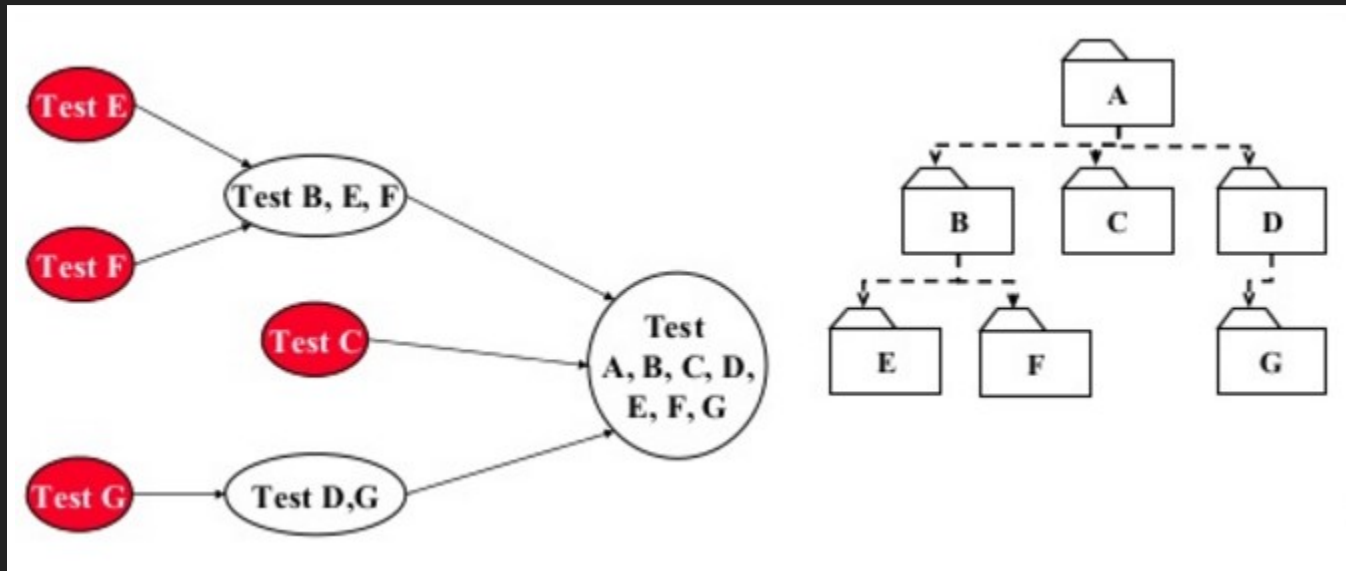 Test E
Test B, E, F
Test F
Test C
Test
A, B, C, D,
E, F, G
Test G
Test D,G
A
B
C
D
E
F
G